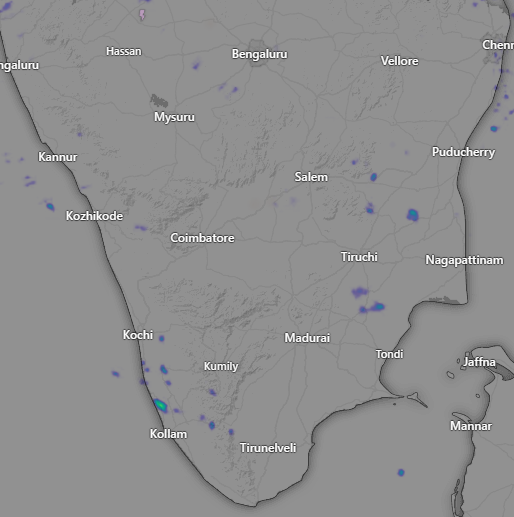 Chenn
Hassan
Bengaluru
Vellore
ngaluru
Mysuru
Kannur
Puducherry
Salem
Kozhikode
Coimbatore
Tiruchi
Nagapattinam
Kochi
Madurai
Tondi
Kumily
Jaffna
Mannar
Kollam
Tirunelveli